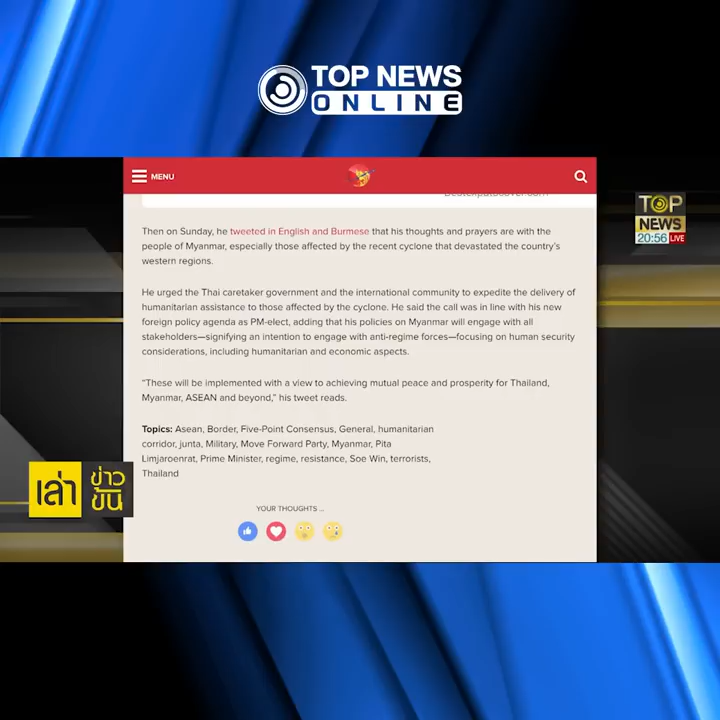 TOP NEWS
ONLINE
MENU
Then on Sunday, he tweeted in English and Burmese that his thoughts and prayers are with the
people of Myanmar, especially those affected by the recent cyclone that devastated the country's
western regions.
He urged the Thai caretaker government and the international community to expedite the delivery of
humanitarian assistance to those affected by the cyclone. He said the call was in line with his new
foreign policy agenda as PM-elect, adding that his policies on Myanmar will engage with all
stakeholders—signifying an intention to engage with anti-regime forces—focusing on human security
considerations, including humanitarian and economic aspects.
“These will be implemented with a view to achieving mutual peace and prosperity for Thailand,
Myanmar, ASEAN and beyond,” his tweet reads.
Topics: Asean, Border, Five-Point Consensus, General, humanitarian
corridor, junta, Military, Move Forward Party, Myanmar, Pita
Limjaroenrat, Prime Minister, regime, resistance, Soe Win, terrorists,
Thailand
YOUR THOUGHTS ...
TOP
NEWS
20:56 LIVE
เล่า
ข่าว
ข้น